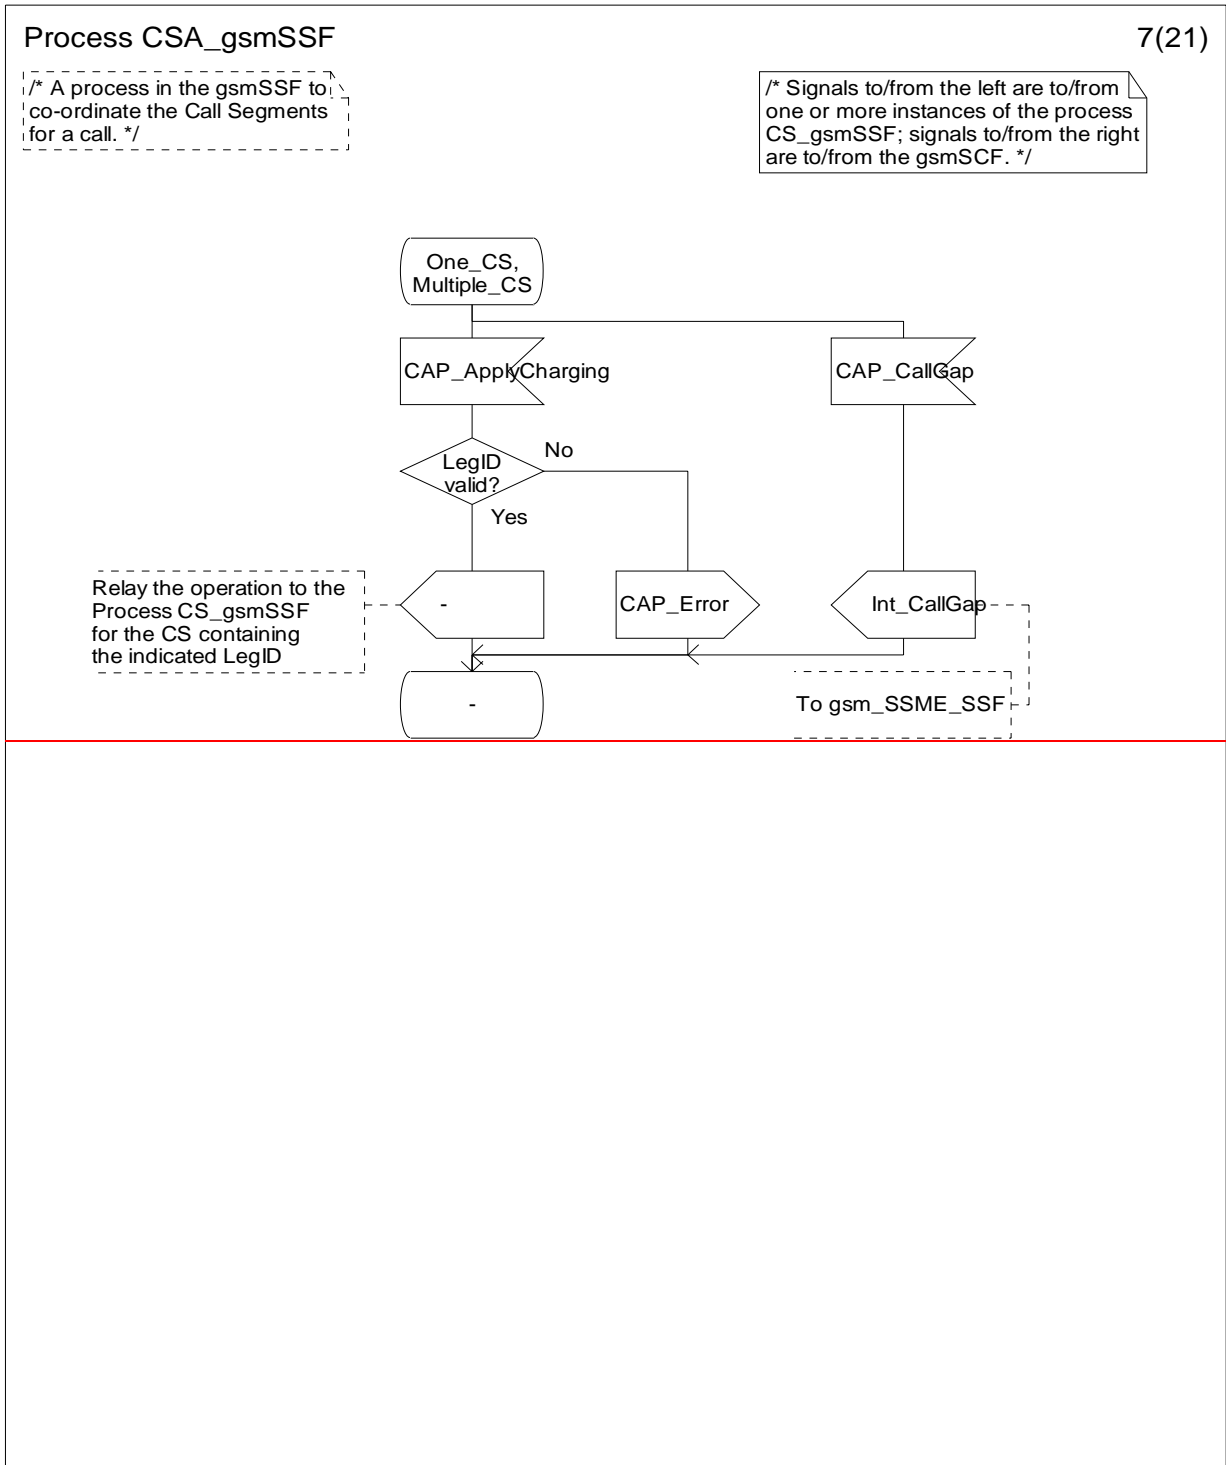 Process CSA_gsmSSF
7(21)
/* A process in the gsmSSF to
co-ordinate the Call Segments
for a call. */
/* Signals to/from the left are to/from
one or more instances of the process
CS_gsmSSF; signals to/from the right
are to/from the gsmSCF. */
One_CS,
Multiple_CS
CAP_ApplyCharging
CAP_CallGap
LegID
valid?
No
Yes
Relay the operation to the
Process CS_gsmSSF
for the CS containing
the indicated LegID
-
CAP_Error
Int_CallGap
-
To gsm_SSME_SSF